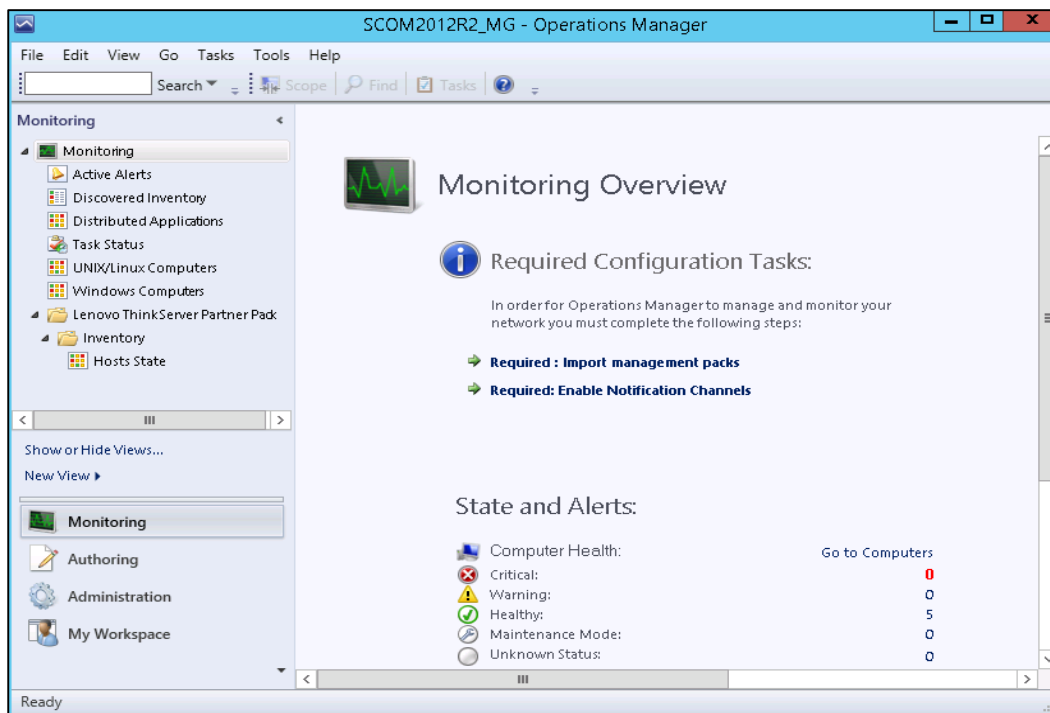 SCOM2012R2_MG - Operations Manager
File Edit View Go Tasks Tools Help
Search Scope Find Tasks
Monitoring
Monitoring
Active Alerts
Discovered Inventory
Distributed Applications
Task Status
UNIX/Linux Computers
Windows Computers
Lenovo ThinkServer Partner Pack
Inventory
Hosts State
Show or Hide Views...
New View
Monitoring
Authoring
Administration
My Workspace
Monitoring Overview
Required Configuration Tasks:
In order for Operations Manager to manage and monitor your
network you must complete the following steps:
Required : Import management packs
Required: Enable Notification Channels
State and Alerts:
Computer Health: Go to Computers
Critical: 0
Warning: 0
Healthy: 5
Maintenance Mode: 0
Unknown Status: 0
Ready